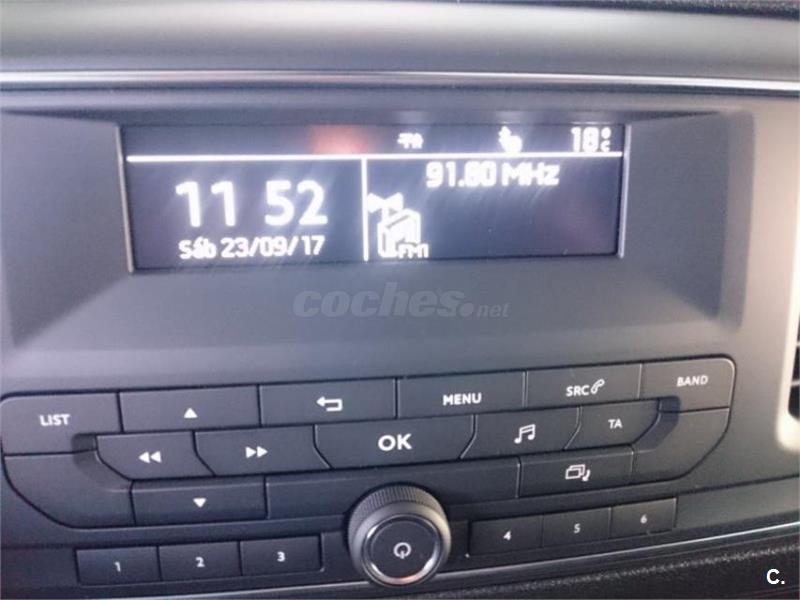 TA 18°C
11 52
Sáb 23/09/17
91.80 MHz
FM1
coches.net
LIST
MENU
SRC
BAND
OK
TA
1 2 3 4 5 6
C.